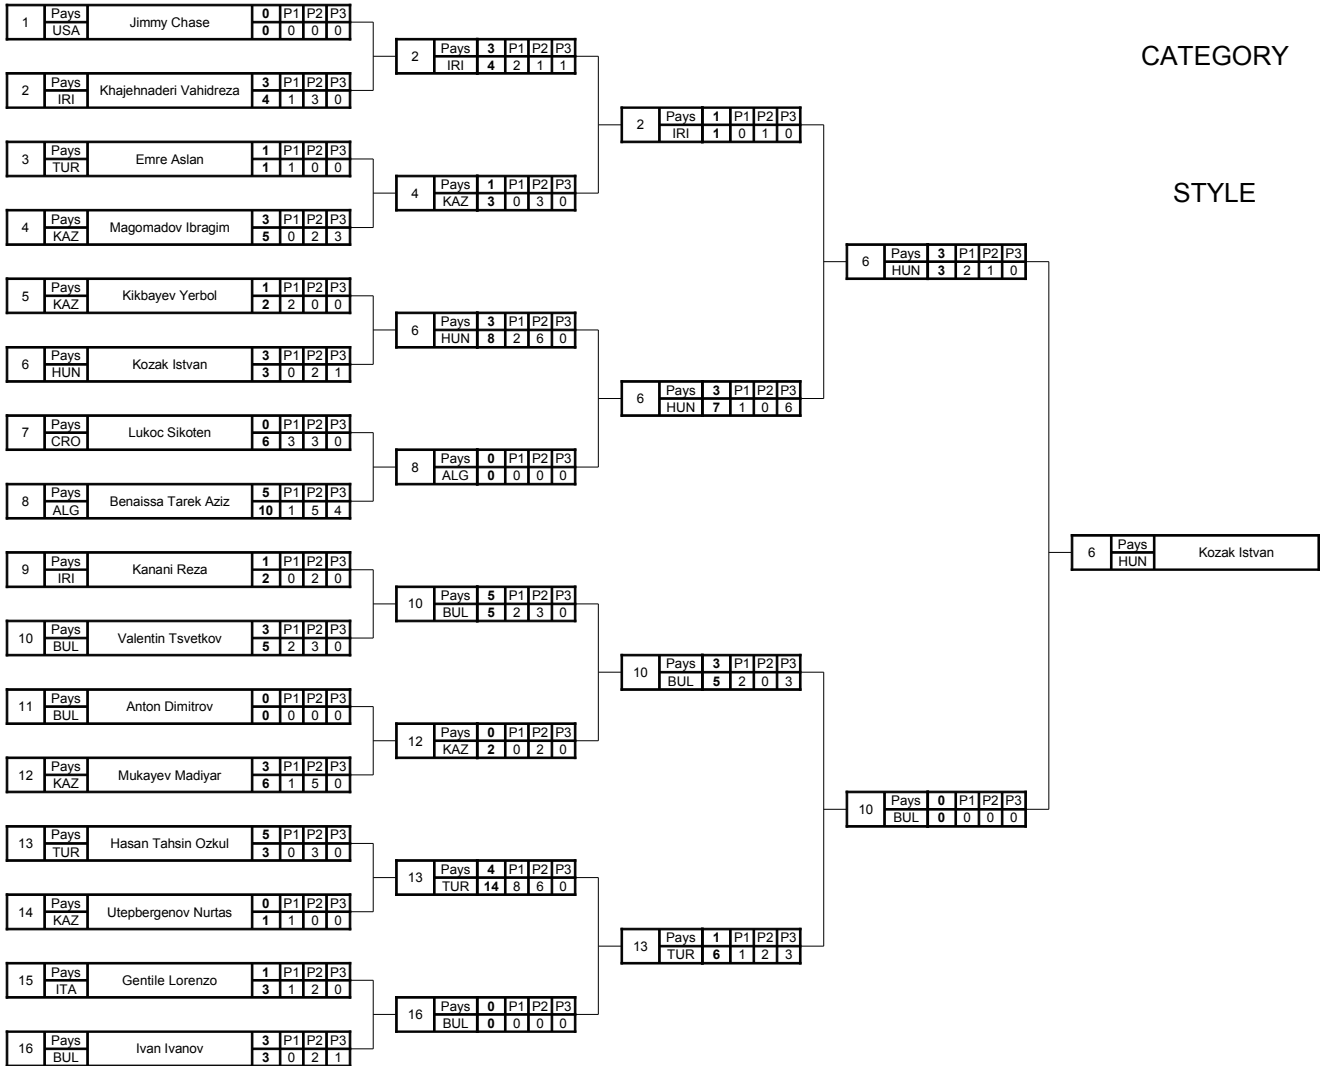 CATEGORY
STYLE
1 Pays Jimmy Chase 0 P1 P2 P3
USA 0 0 0 0
2 Pays Khajehnaderi Vahidreza 3 P1 P2 P3
IRI 4 1 3 0
3 Pays Emre Aslan 1 P1 P2 P3
TUR 1 1 0 0
4 Pays Magomadov Ibragim 3 P1 P2 P3
KAZ 5 0 2 3
5 Pays Kikbayev Yerbol 1 P1 P2 P3
KAZ 2 2 0 0
6 Pays Kozak Istvan 3 P1 P2 P3
HUN 3 0 2 1
7 Pays Lukoc Sikoten 0 P1 P2 P3
CRO 6 3 3 0
8 Pays Benaissa Tarek Aziz 5 P1 P2 P3
ALG 10 1 5 4
9 Pays Kanani Reza 1 P1 P2 P3
IRI 2 0 2 0
10 Pays Valentin Tsvetkov 3 P1 P2 P3
BUL 5 2 3 0
11 Pays Anton Dimitrov 0 P1 P2 P3
BUL 0 0 0 0
12 Pays Mukayev Madiyar 3 P1 P2 P3
KAZ 6 1 5 0
13 Pays Hasan Tahsin Ozkul 5 P1 P2 P3
TUR 3 0 3 0
14 Pays Utepbergenov Nurtas 0 P1 P2 P3
KAZ 1 1 0 0
15 Pays Gentile Lorenzo 1 P1 P2 P3
ITA 3 1 2 0
16 Pays Ivan Ivanov 3 P1 P2 P3
BUL 3 0 2 1
2 Pays 3 P1 P2 P3
IRI 4 2 1 1
4 Pays 1 P1 P2 P3
KAZ 3 0 3 0
6 Pays 3 P1 P2 P3
HUN 8 2 6 0
8 Pays 0 P1 P2 P3
ALG 0 0 0 0
10 Pays 5 P1 P2 P3
BUL 5 2 3 0
12 Pays 0 P1 P2 P3
KAZ 2 0 2 0
13 Pays 4 P1 P2 P3
TUR 14 8 6 0
16 Pays 0 P1 P2 P3
BUL 0 0 0 0
2 Pays 1 P1 P2 P3
IRI 1 0 1 0
6 Pays 3 P1 P2 P3
HUN 7 1 0 6
10 Pays 3 P1 P2 P3
BUL 5 2 0 3
13 Pays 1 P1 P2 P3
TUR 6 1 2 3
6 Pays 3 P1 P2 P3
HUN 3 2 1 0
10 Pays 0 P1 P2 P3
BUL 0 0 0 0
6 Pays Kozak Istvan
HUN